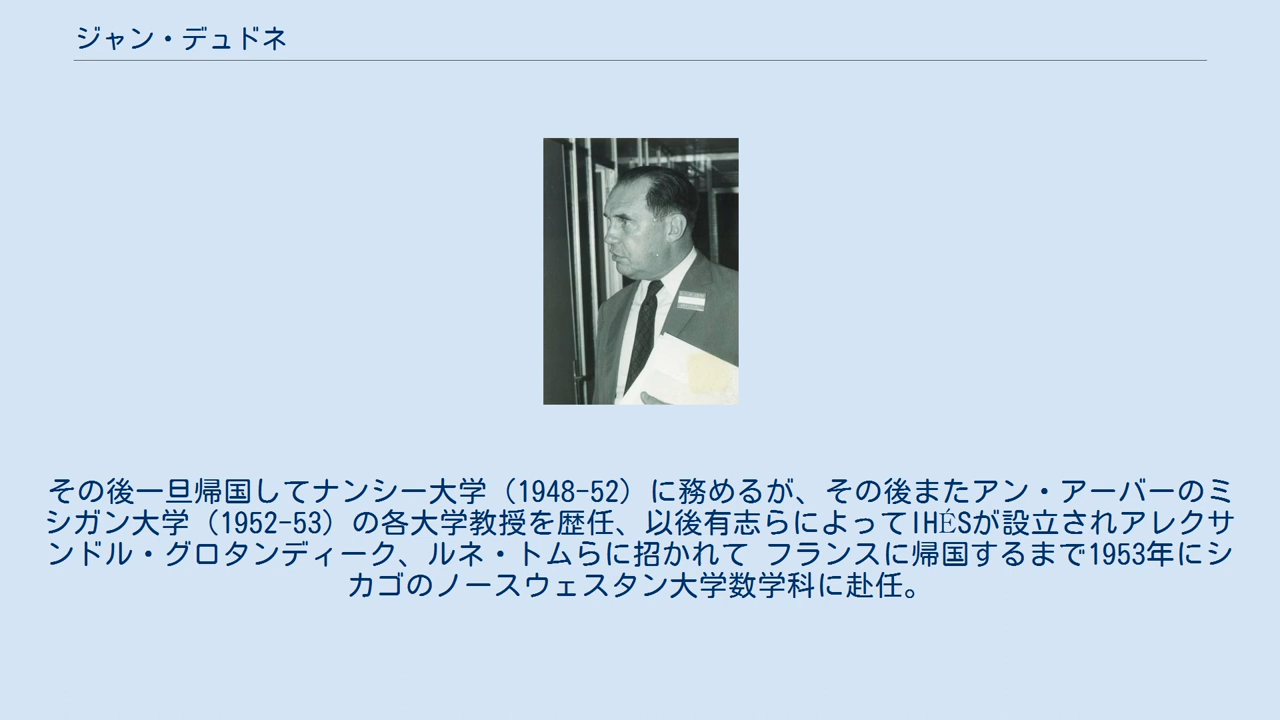 ジャン・デュドネ
その後一旦帰国してナンシー大学（1948-52）に務めるが、その後またアン・アーバーのミ
シガン大学（1952-53）の各大学教授を歴任、以後有志らによってIHÉSが設立されアレクサ
ンドル・グロタンディーク、ルネ・トムらに招かれて フランスに帰国するまで1953年にシ
カゴのノースウェスタン大学数学科に赴任。